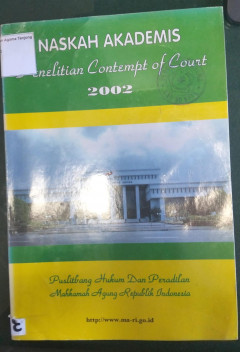 NASKAH AKADEMIS
Penelitian Contempt of Court
2002
Puslitbang Hukum Dan Peradilan
Mahkamah Agung Republik Indonesia
http://www.ma-ri.go.id